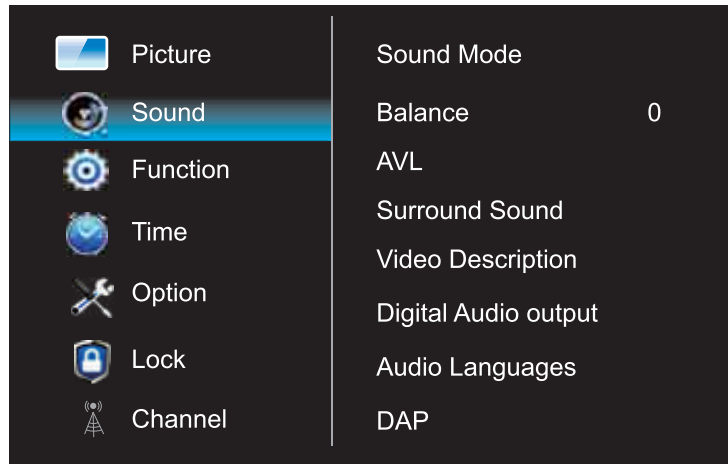 Picture
Sound
Function
Time
Option
Lock
Channel
Sound Mode
Balance 0
AVL
Surround Sound
Video Description
Digital Audio output
Audio Languages
DAP